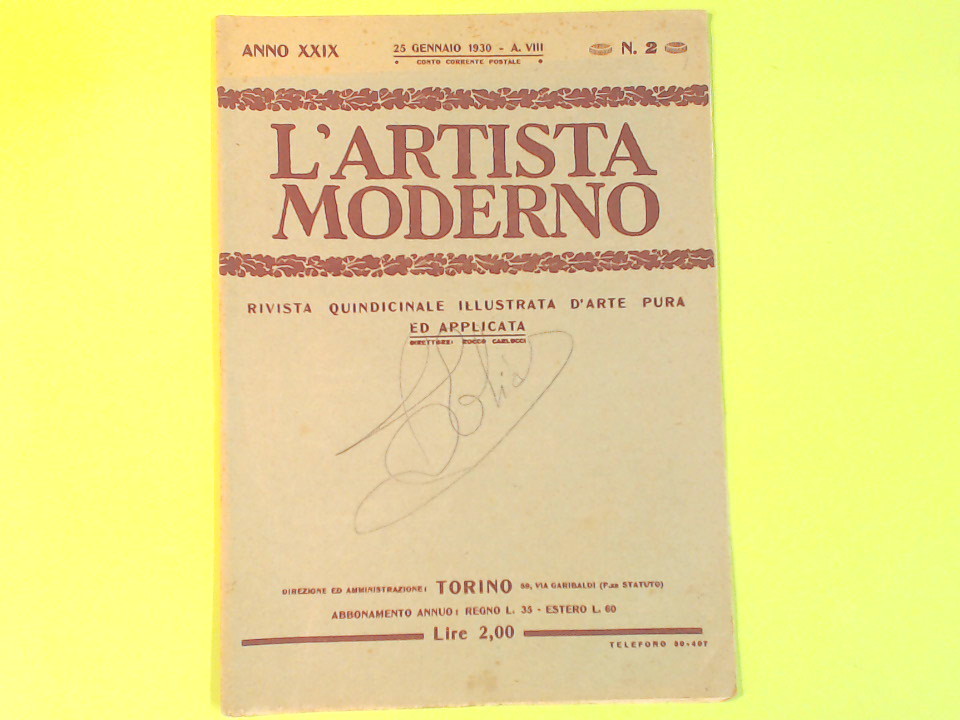 ANNO XXIX
25 GENNAIO 1930 - A. VIII
• CONTO CORRENTE POSTALE •
N. 2
L'ARTISTA
MODERNO
RIVISTA QUINDICINALE ILLUSTRATA D'ARTE PURA
ED APPLICATA
DIRETTORE: ROCCO CARLUCCI
DIREZIONE ED AMMINISTRAZIONE: TORINO VIA GARIBALDI (P.zo STATUTO)
ABBONAMENTO ANNUO: REGNO L. 35 - ESTERO L. 60
Lire 2,00
TELEFONO